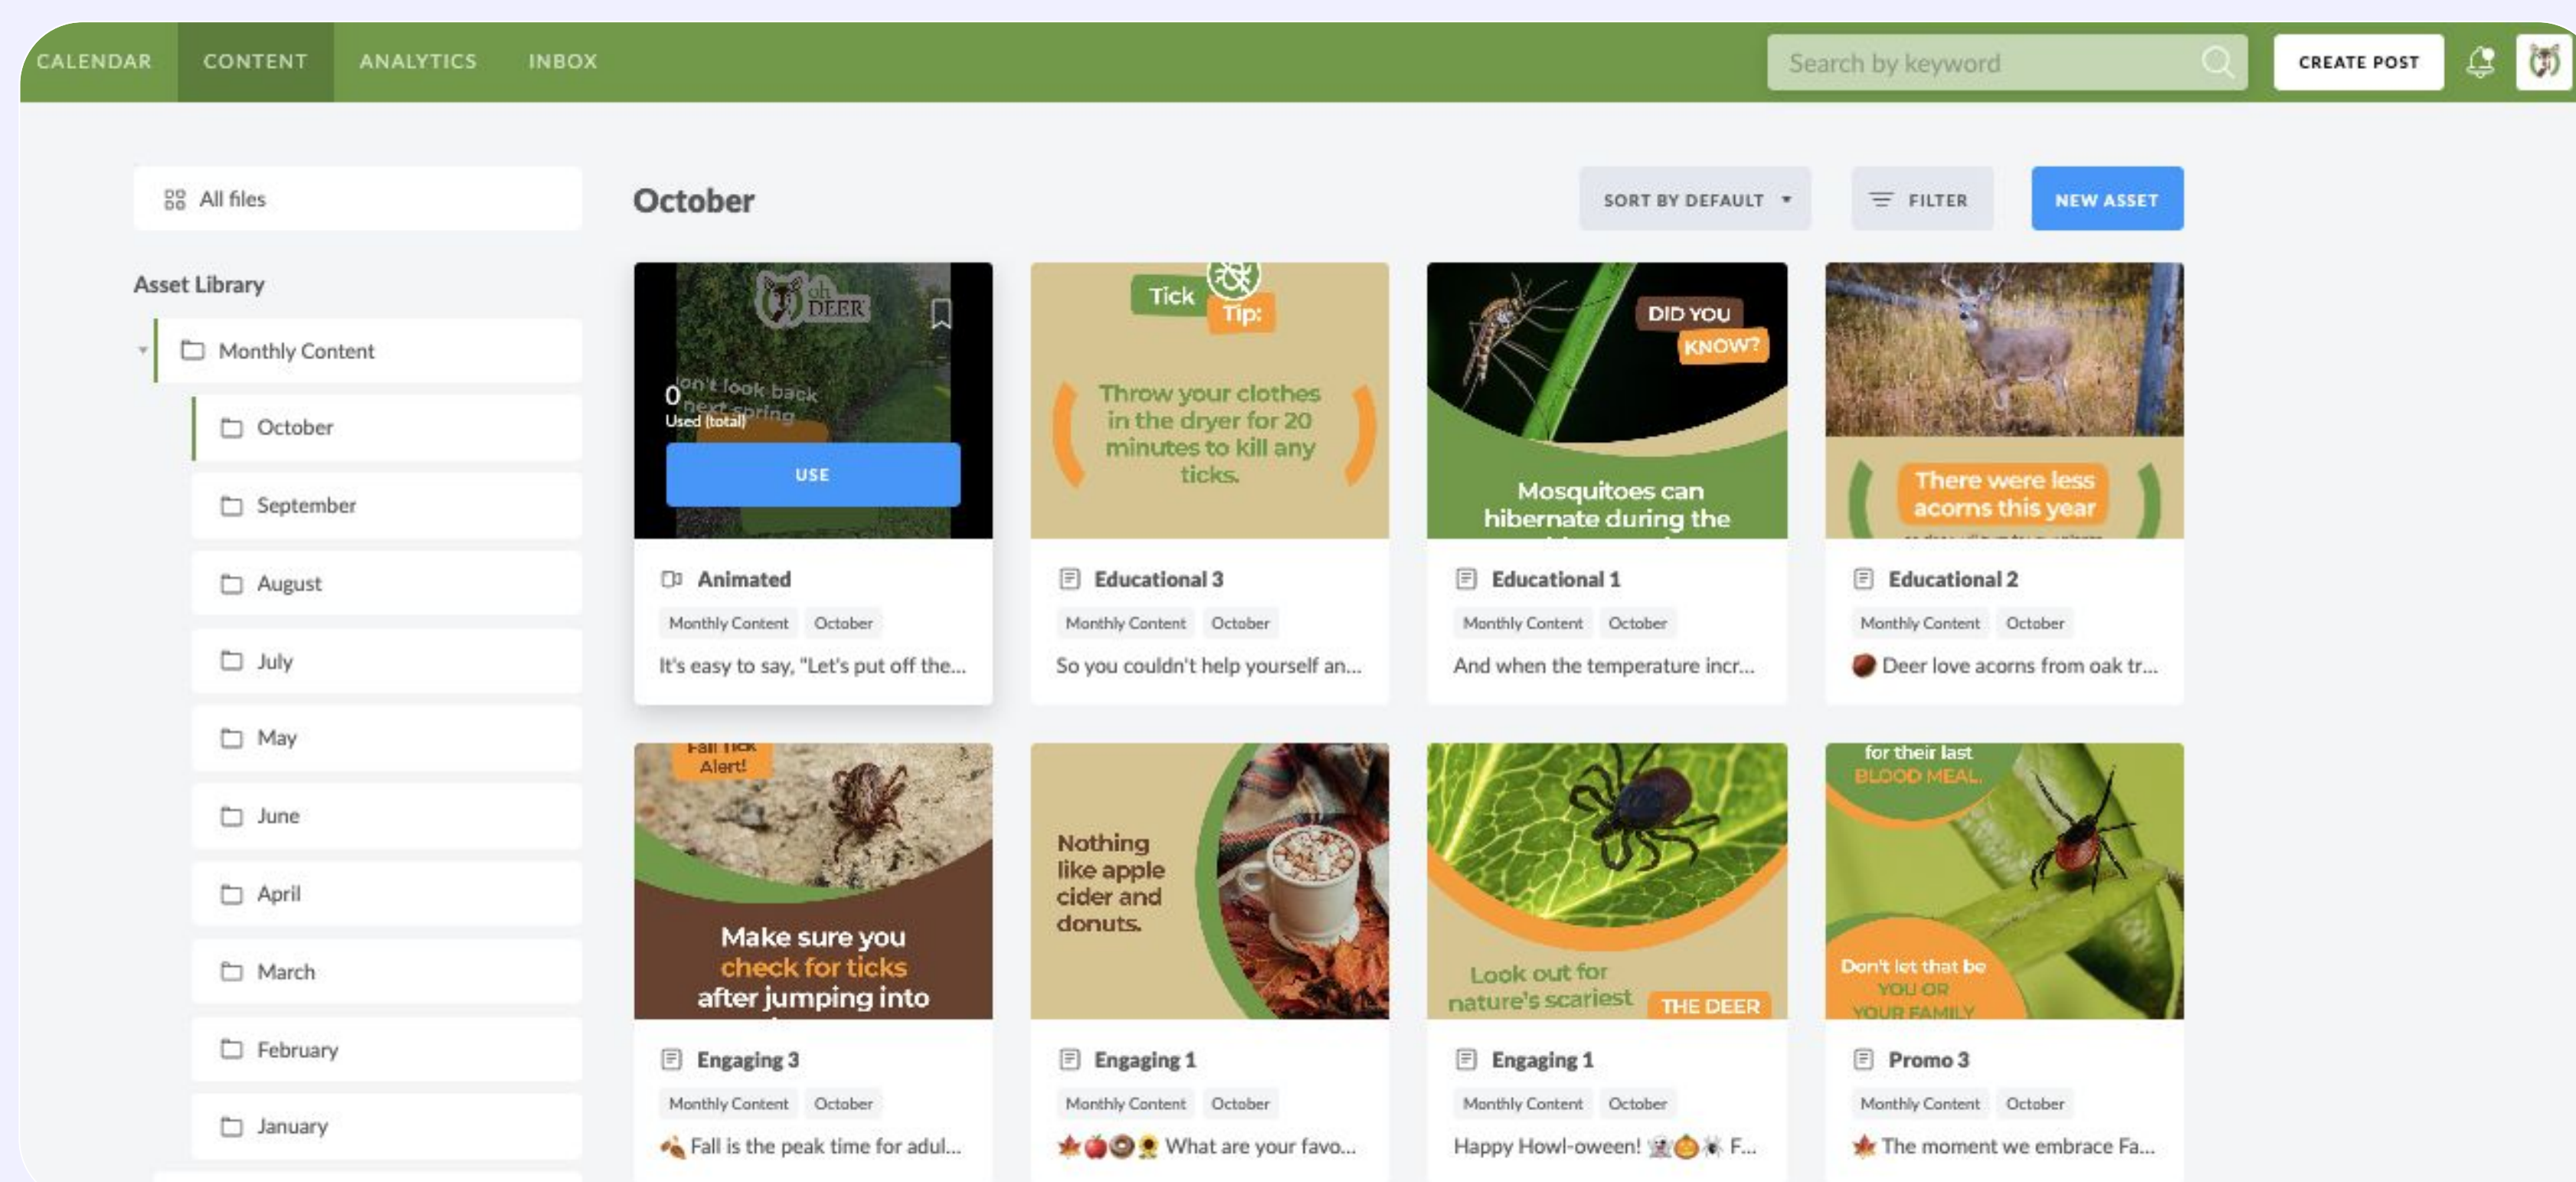 CALENDAR
CONTENT
ANALYTICS
INBOX
Search by keyword
CREATE POST
All files
Asset Library
Monthly Content
October
September
August
July
May
June
April
March
February
January
October
SORT BY DEFAULT
FILTER
NEW ASSET
oh
DEER
on't look back
next spring
0
Used (total)
USE
Animated
Monthly Content October
It's easy to say, "Let's put off the...
Tick
Tip:
Throw your clothes
in the dryer for 20
minutes to kill any
ticks.
Educational 3
Monthly Content October
So you couldn't help yourself an...
DID YOU
KNOW?
Mosquitoes can
hibernate during the
Educational 1
Monthly Content October
And when the temperature incr...
There were less
acorns this year
Educational 2
Monthly Content October
Deer love acorns from oak tr...
Fall Tick
Alert!
Make sure you
check for ticks
after jumping into
Engaging 3
Monthly Content October
Fall is the peak time for adul...
Nothing
like apple
cider and
donuts.
Engaging 1
Monthly Content October
What are your favo...
Look out for
nature's scariest
THE DEER
Engaging 1
Monthly Content October
Happy Howl-oween! F...
for their last
BLOOD MEAL.
Don't let that be
YOU OR
YOUR FAMILY
Promo 3
Monthly Content October
The moment we embrace Fa...